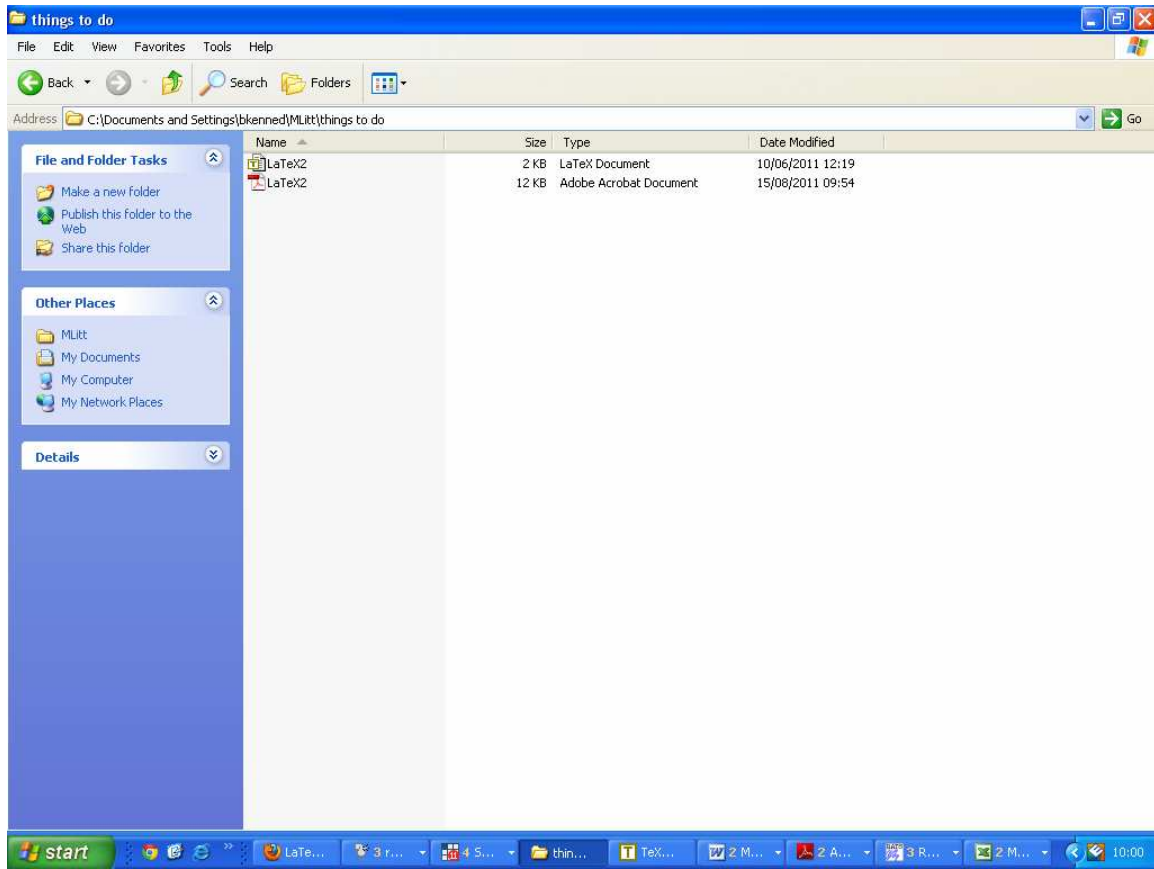 things to do
File Edit View Favorites Tools Help
Back Search Folders
Address C:\Documents and Settings\bkenned\MLitt\things to do Go
Name Size Type Date Modified
File and Folder Tasks
Make a new folder
Publish this folder to the
Web
Share this folder
Other Places
MLitt
My Documents
My Computer
My Network Places
Details
LaTeX2 2 KB LaTeX Document 10/06/2011 12:19
LaTeX2 12 KB Adobe Acrobat Document 15/08/2011 09:54
start LaTe... 3 r... 4 S... thin... TeX... 2 M... 2 A... 3 R... 2 M... 10:00